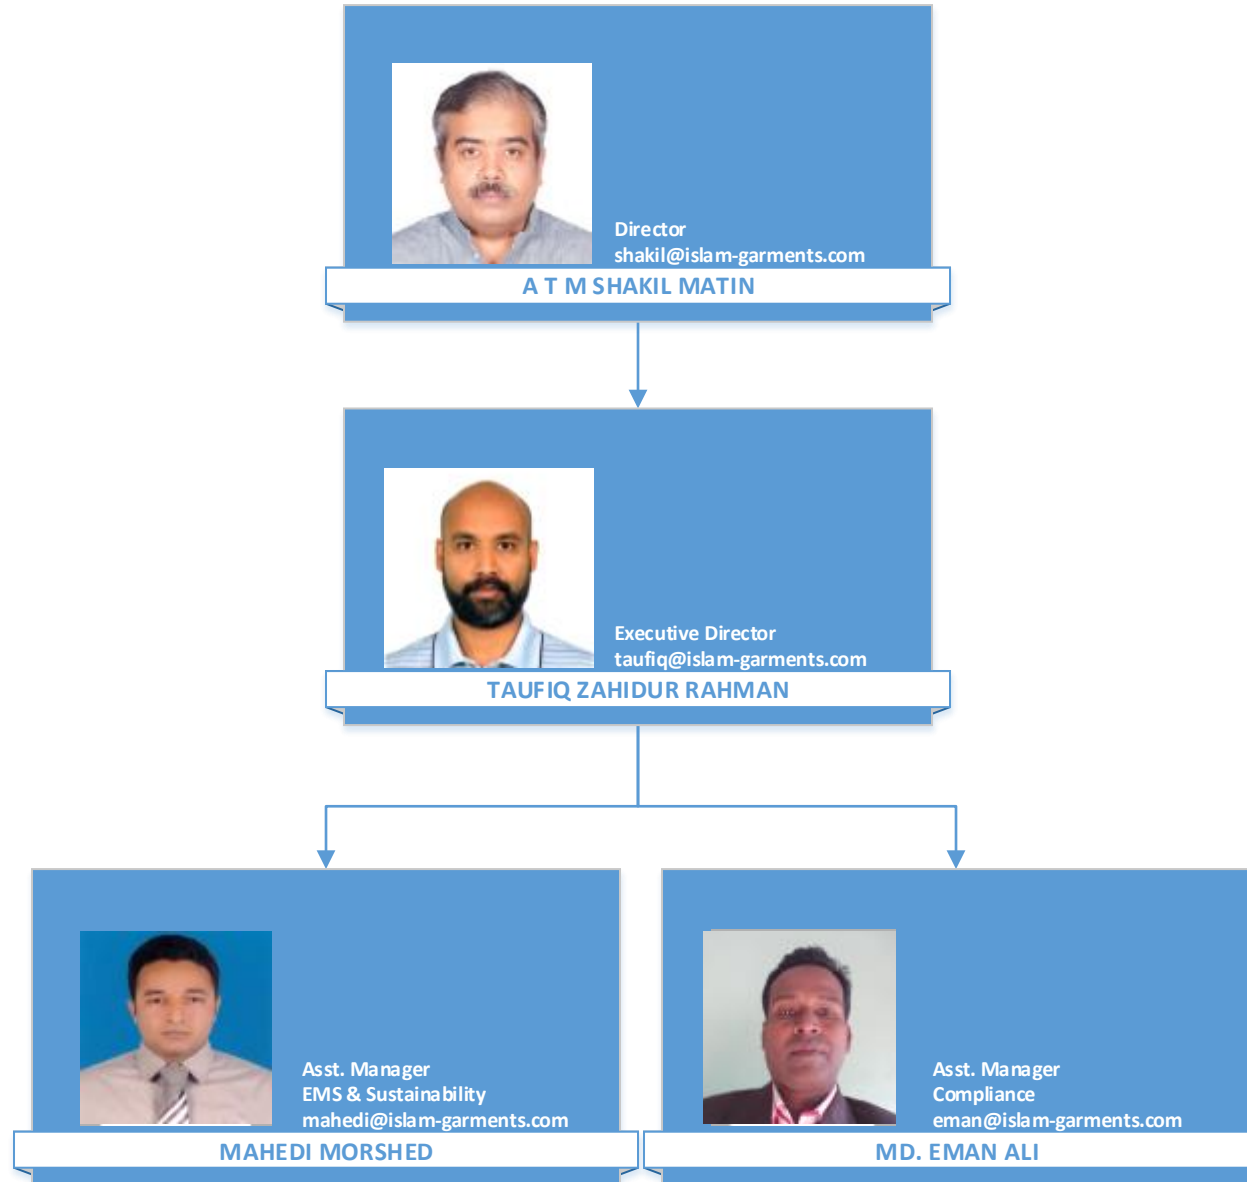 Director
shakil@islam-garments.com
A T M SHAKIL MATIN
Executive Director
taufiq@islam-garments.com
TAUFIQ ZAHIDUR RAHMAN
Asst. Manager
EMS & Sustainability
mahedi@islam-garments.com
MAHEDI MORSHED
Asst. Manager
Compliance
eman@islam-garments.com
MD. EMAN ALI